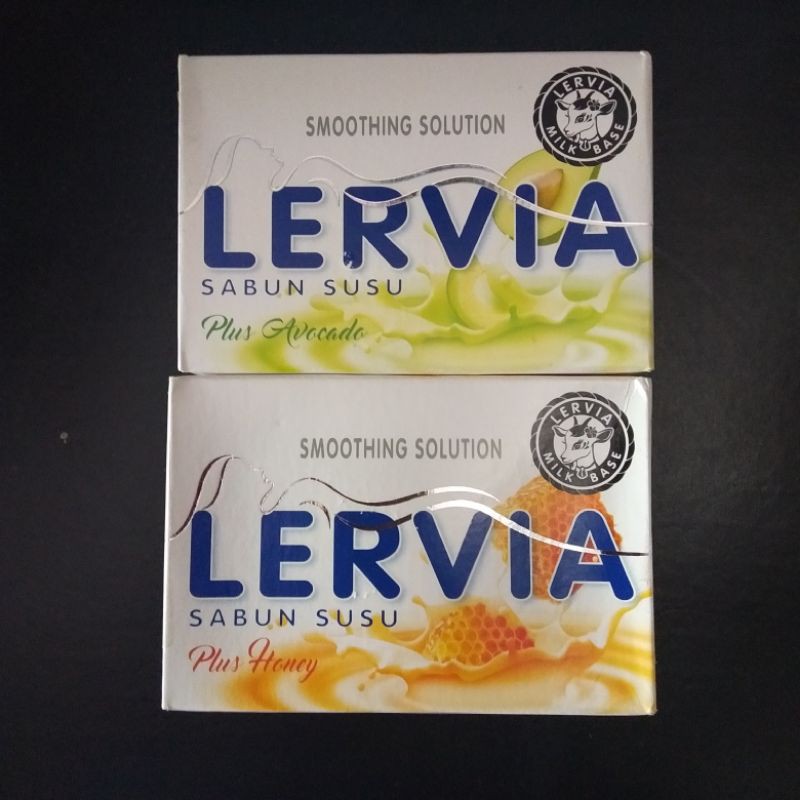 LERVIA
MILK BASE
SMOOTHING SOLUTION
LERVIA
SABUN SUSU
Plus Avocado
LERVIA
MILK BASE
SMOOTHING SOLUTION
LERVIA
SABUN SUSU
Plus Honey